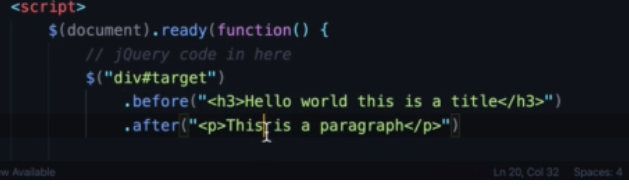 <script>
$(document).ready(function() {
// jQuery code in here
$("div#target")
.before("<h3>Hello world this is a title</h3>")
.after("<p>This is a paragraph</p>")
w Available
Ln 20, Col 32 Spaces: 4